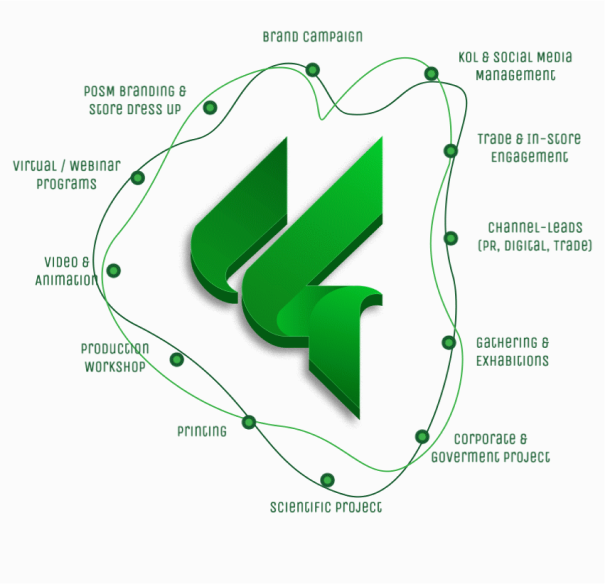 Brand Campaign
KOL & Social Media
Management
Trade & In-Store
Engagement
Channel-Leads
(PR, Digital, Trade)
Gathering &
Exhabitions
Corporate &
Goverment Project
Scientific Project
Printing
Production
Workshop
Video &
Animation
Virtual / Webinar
Programs
POSM Branding &
Store Dress Up